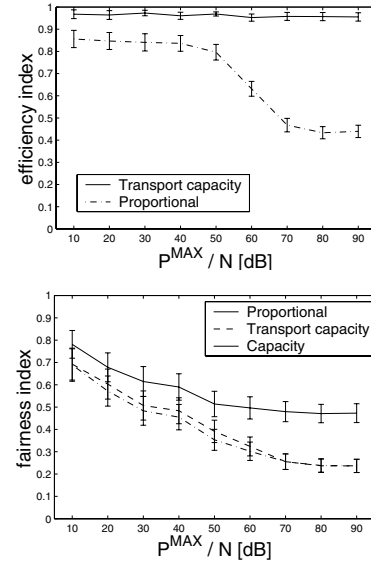 1
0.9
0.8
0.7
0.6
0.5
0.4
0.3
0.2
0.1
0
efficiency index
Transport capacity
Proportional
10 20 30 40 50 60 70 80 90
P^MAX / N [dB]
1
0.9
0.8
0.7
0.6
0.5
0.4
0.3
0.2
0.1
0
fairness index
Proportional
Transport capacity
Capacity
10 20 30 40 50 60 70 80 90
P^MAX / N [dB]